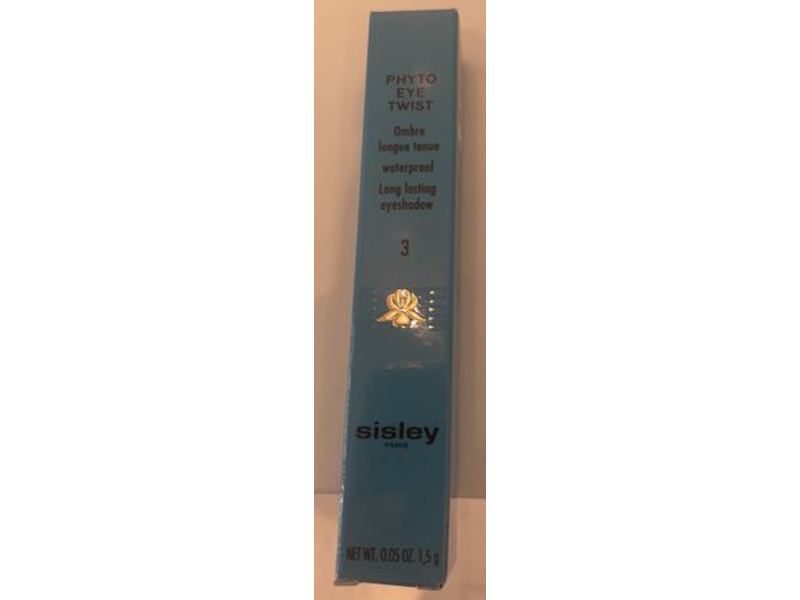 PHYTO
EYE
TWIST
Ombre
longue tenue
waterproof
Long lasting
eyeshadow
3
sisley
PARIS
NET WT. 0.05 OZ. 1,5 g